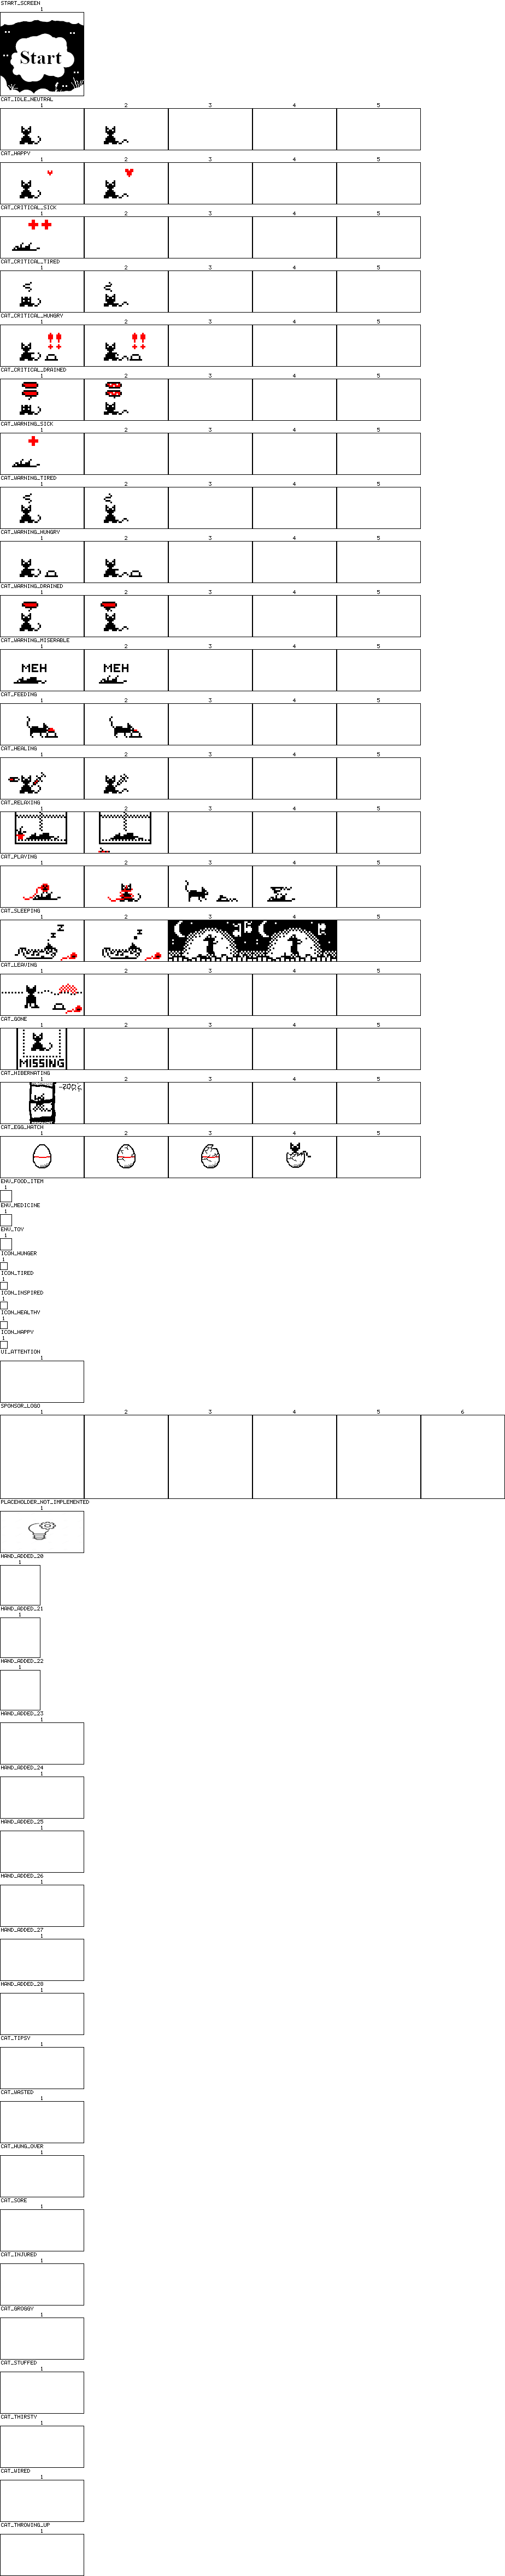 START_SCREEN
1
Start
CAT_IDLE_NEUTRAL
1 2 3 4 5
CAT_HAPPY
1 2 3 4 5
CAT_CRITICAL_SICK
1 2 3 4 5
CAT_CRITICAL_TIRED
1 2 3 4 5
CAT_CRITICAL_HUNGRY
1 2 3 4 5
CAT_CRITICAL_DRAINED
1 2 3 4 5
CAT_WARNING_SICK
1 2 3 4 5
CAT_WARNING_TIRED
1 2 3 4 5
CAT_WARNING_HUNGRY
1 2 3 4 5
CAT_WARNING_DRAINED
1 2 3 4 5
CAT_WARNING_MISERABLE
1 2 3 4 5
MEH MEH
CAT_FEEDING
1 2 3 4 5
CAT_HEALING
1 2 3 4 5
CAT_RELAXING
1 2 3 4 5
CAT_PLAYING
1 2 3 4 5
CAT_SLEEPING
1 2 3 4 5
z Z z
CAT_LEAVING
1 2 3 4 5
CAT_GONE
1 2 3 4 5
MISSING
CAT_HIBERNATING
1 2 3 4 5
CAT_EGG_HATCH
1 2 3 4 5
ENV_FOOD_ITEM
1
ENV_MEDICINE
1
ENV_TOY
1
ICON_HUNGER
1
ICON_TIRED
1
ICON_INSPIRED
1
ICON_HEALTHY
1
ICON_HAPPY
1
UI_ATTENTION
1
SPONSOR_LOGO
1 2 3 4 5 6
PLACEHOLDER_NOT_IMPLEMENTED
1
HAND_ADDED_20
1
HAND_ADDED_21
1
HAND_ADDED_22
1
HAND_ADDED_23
1
HAND_ADDED_24
1
HAND_ADDED_25
1
HAND_ADDED_26
1
HAND_ADDED_27
1
HAND_ADDED_28
1
CAT_TIPSY
1
CAT_WASTED
1
CAT_HUNG_OVER
1
CAT_SORE
1
CAT_INJURED
1
CAT_GROGGY
1
CAT_STUFFED
1
CAT_THIRSTY
1
CAT_WIRED
1
CAT_THROWING_UP
1